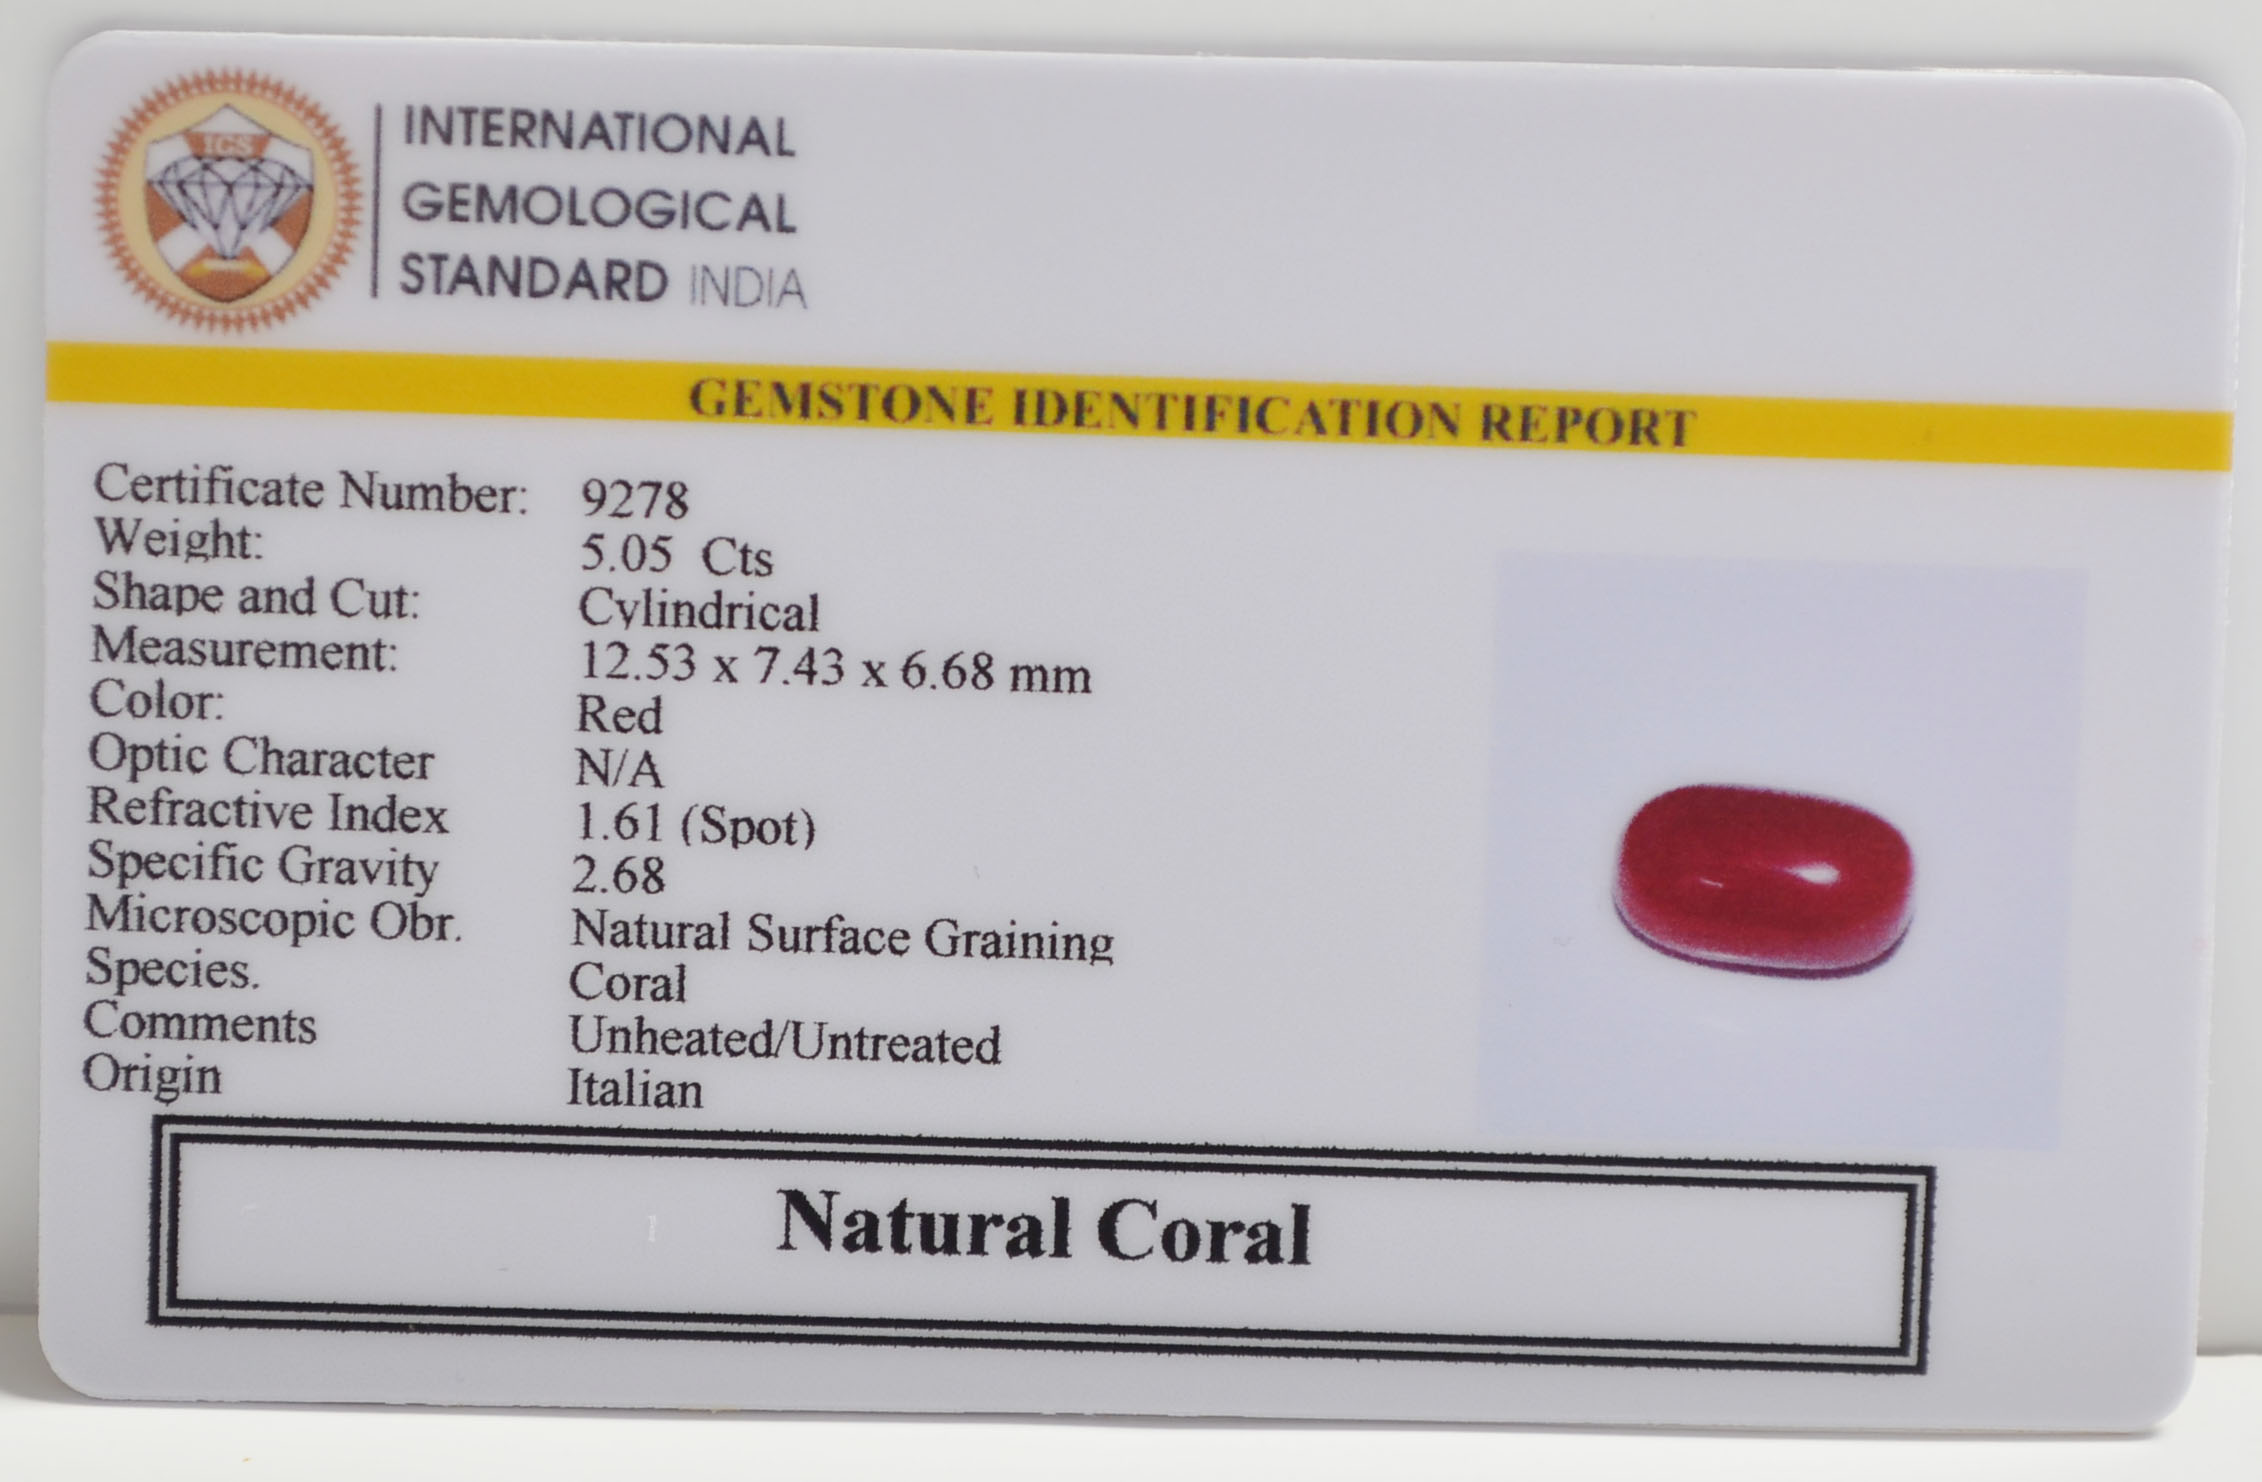 IGS
INTERNATIONAL
GEMOLOGICAL
STANDARD INDIA
GEMSTONE IDENTIFICATION REPORT
Certificate Number: 9278
Weight: 5.05 Cts
Shape and Cut: Cylindrical
Measurement: 12.53 x 7.43 x 6.68 mm
Color: Red
Optic Character N/A
Refractive Index 1.61 (Spot)
Specific Gravity 2.68
Microscopic Obr. Natural Surface Graining
Species. Coral
Comments Unheated/Untreated
Origin Italian
Natural Coral